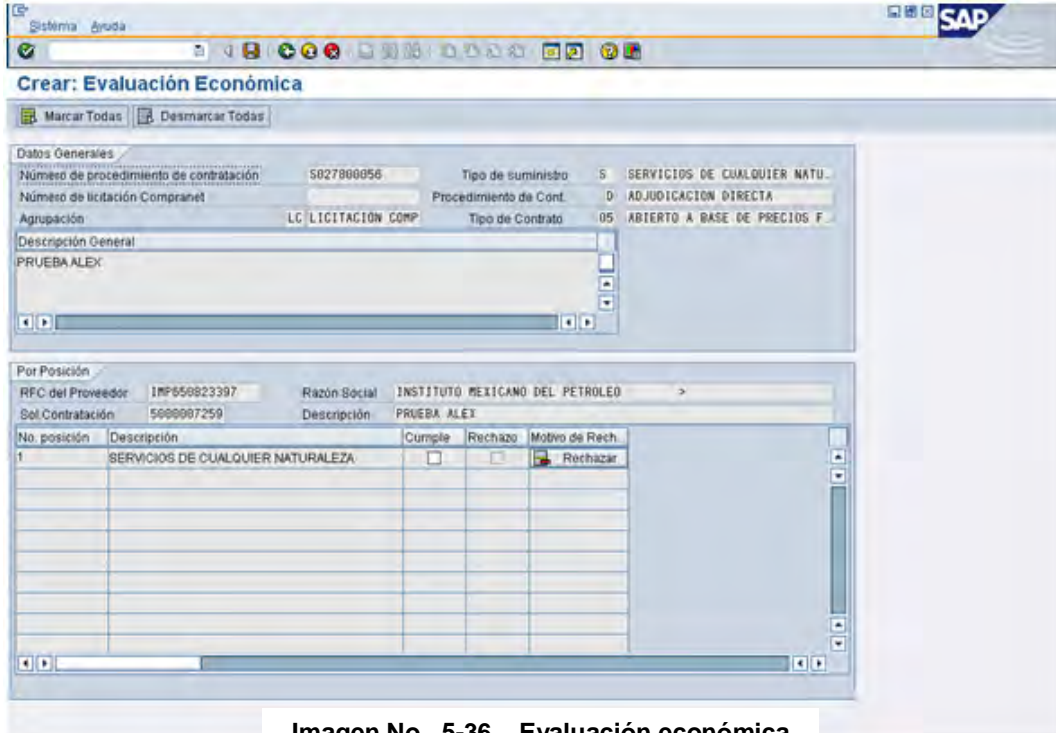 Sistema Ayuda
SAP
Crear: Evaluación Económica
Marcar Todas Desmarcar Todas
Datos Generales
Número de procedimiento de contratación S027800056 Tipo de suministro S SERVICIOS DE CUALQUIER NATU..
Número de licitación Compranet Procedimiento de Cont. D ADJUDICACION DIRECTA
Agrupación LC LICITACION COMP Tipo de Contrato 05 ABIERTO A BASE DE PRECIOS F..
Descripción General
PRUEBA ALEX
Por Posición
RFC del Proveedor IMP650823397 Razón Social INSTITUTO MEXICANO DEL PETROLEO >
Sol.Contratación 5000007259 Descripción PRUEBA ALEX
No. posición Descripción Cumple Rechazo Motivo de Rech.
1 SERVICIOS DE CUALQUIER NATURALEZA Rechazar
Imagen No. 5-36 Evaluación económica